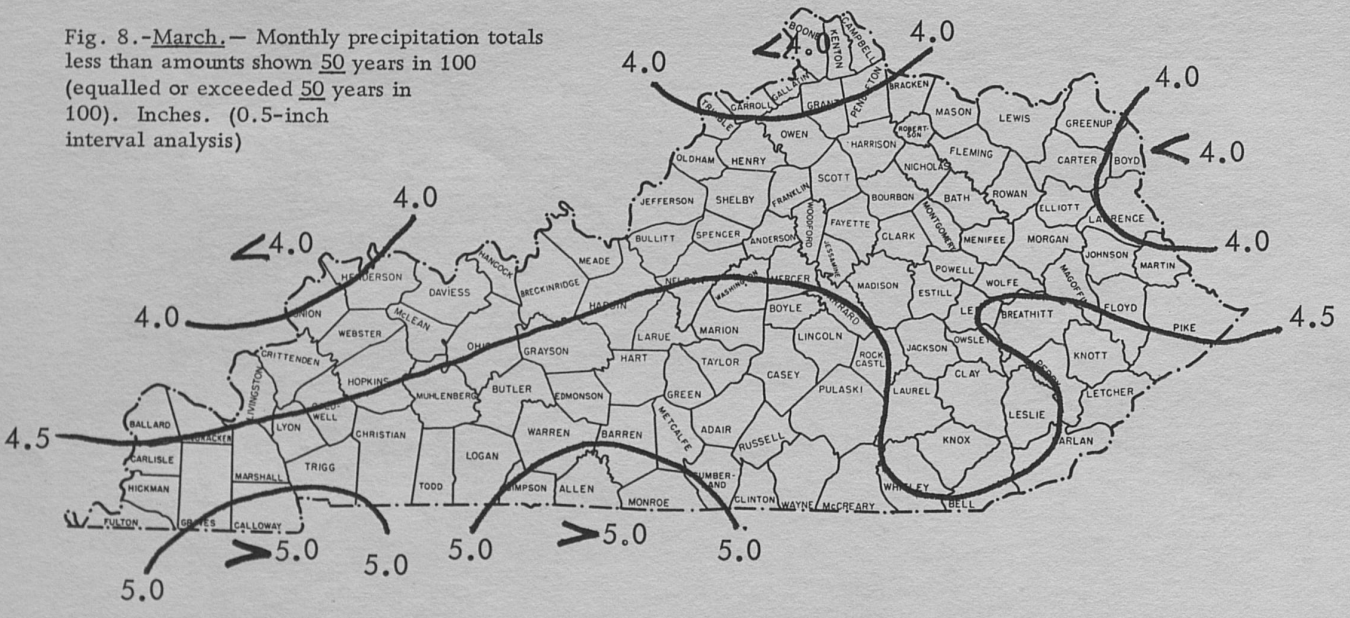 Fig. 8.-March.— Monthly precipitation totals
less than amounts shown 50 years in 100
(equalled or exceeded 50 years in
100). Inches. (0.5-inch
interval analysis)
BOONE
KENTON
CAMPBELL
<4.0
4.0
4.0
GALLATIN
CARROLL
TRIMBLE
GRANT
PENDLETON
BRACKEN
4.0
MASON
LEWIS
GREENUP
ROBERT-
SON
OWEN
HARRISON
OLDHAM
HENRY
NICHOLAS
FLEMING
CARTER
BOYD
< 4.0
SCOTT
JEFFERSON
SHELBY
FRANKLIN
WOODFORD
BOURBON
BATH
ROWAN
ELLIOTT
LAWRENCE
4.0
<4.0
BULLITT
SPENCER
ANDERSON
FAYETTE
MONTGOMERY
CLARK
MENIFEE
MORGAN
4.0
JESSAMINE
JOHNSON
MARTIN
HENDERSON
HANCOCK
MEADE
DAVIESS
BRECKINRIDGE
HARDIN
NELSON
WASHINGTON
MERCER
MADISON
POWELL
ESTILL
WOLFE
MAGOFFIN
FLOYD
4.0
UNION
McLEAN
WEBSTER
OHIO
GRAYSON
LARUE
MARION
BOYLE
GARRARD
LINCOLN
LEE
BREATHITT
PIKE
4.5
CRITTENDEN
LIVINGSTON
HOPKINS
HART
TAYLOR
ROCK
CASTLE
JACKSON
OWSLEY
PERRY
KNOTT
CALD-
WELL
MUHLENBERG
BUTLER
EDMONSON
GREEN
CASEY
PULASKI
LAUREL
CLAY
LETCHER
4.5
BALLARD
McCRACKEN
LYON
CHRISTIAN
WARREN
BARREN
METCALFE
ADAIR
RUSSELL
KNOX
LESLIE
HARLAN
CARLISLE
MARSHALL
TRIGG
LOGAN
HICKMAN
TODD
SIMPSON
ALLEN
MONROE
CUMBER-
LAND
CLINTON
WAYNE
McCREARY
WHITLEY
BELL
FULTON
GRAVES
CALLOWAY
>5.0
5.0
5.0
5.0
>5.0
5.0